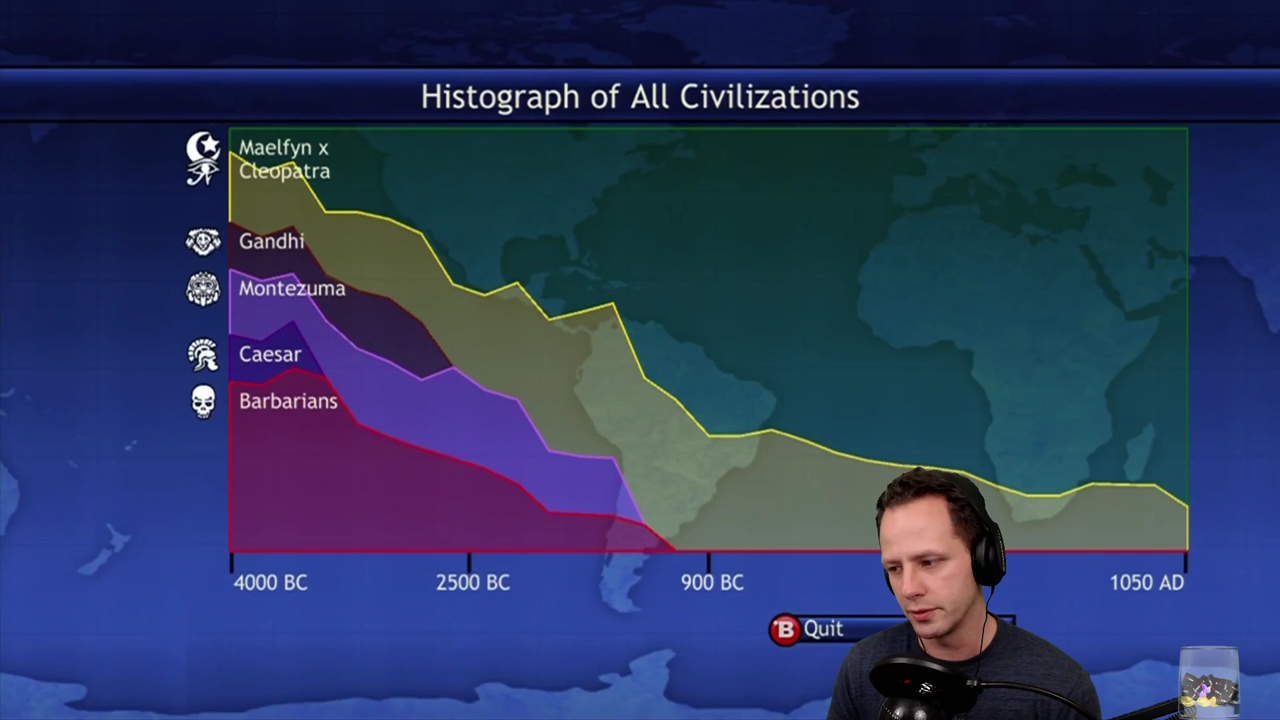 Histograph of All Civilizations
Maelfyn x
Cleopatra
Gandhi
Montezuma
Caesar
Barbarians
4000 BC
2500 BC
900 BC
1050 AD
B Quit